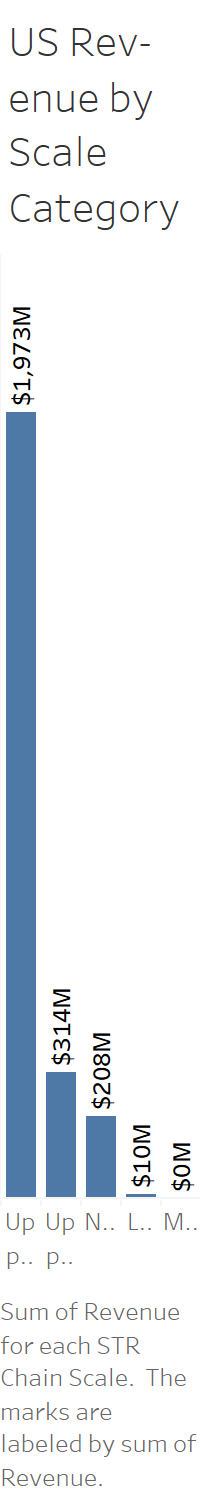 US Rev-
enue by
Scale
Category
$1,973M
$314M
$208M
$10M
$0M
Up
p..
Up
p..
N..
L..
M..
Sum of Revenue
for each STR
Chain Scale.  The
marks are
labeled by sum of
Revenue.